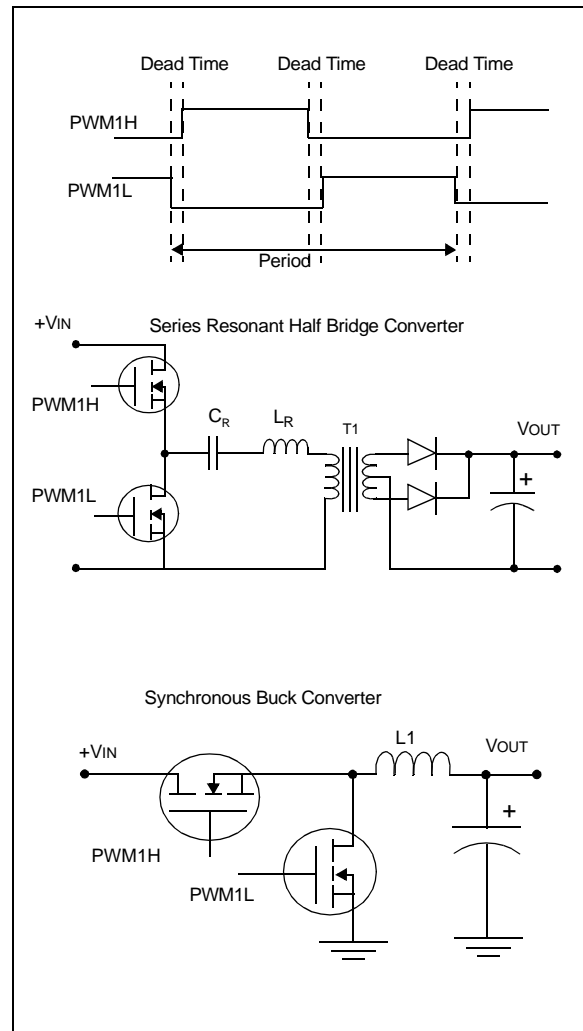 Dead Time Dead Time Dead Time
PWM1H
PWM1L
Period
Series Resonant Half Bridge Converter
+VIN
PWM1H
CR
LR
T1
VOUT
+
PWM1L
Synchronous Buck Converter
+VIN
L1
VOUT
+
PWM1H
PWM1L